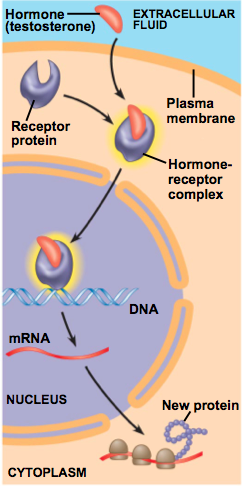 Hormone
(testosterone)
EXTRACELLULAR
FLUID
Plasma
membrane
Receptor
protein
Hormone-
receptor
complex
DNA
mRNA
NUCLEUS
New protein
CYTOPLASM